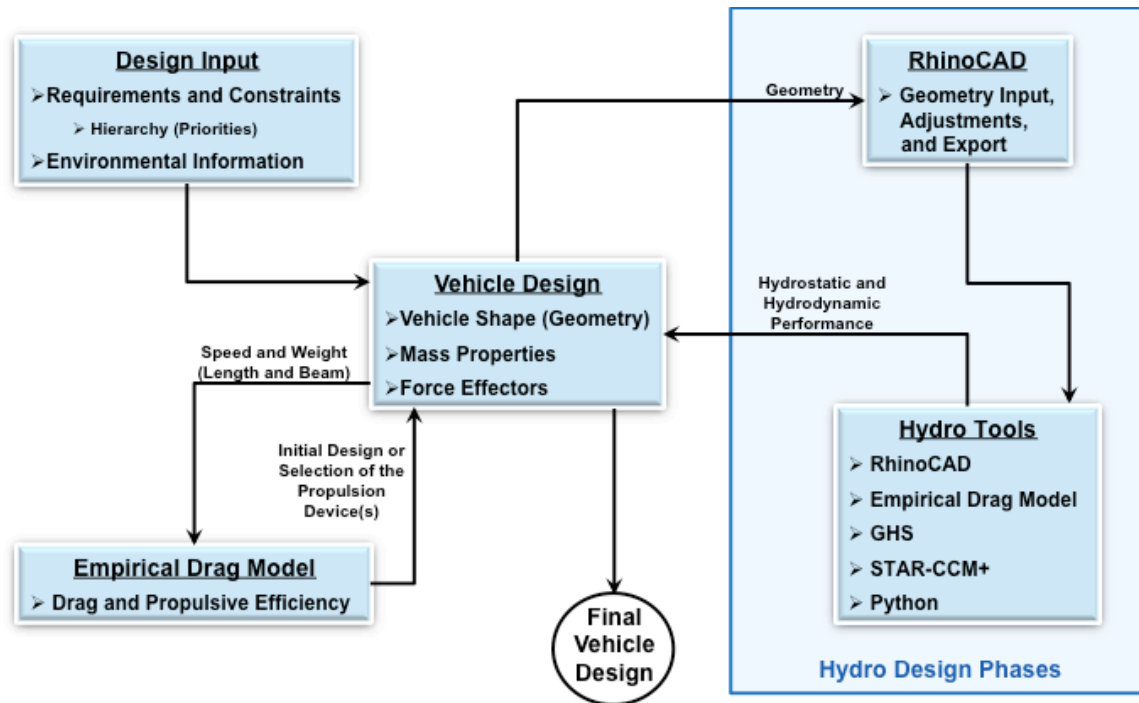 Design Input
➢Requirements and Constraints
➢ Hierarchy (Priorities)
➢Environmental Information
Geometry
RhinoCAD
➢ Geometry Input,
Adjustments,
and Export
Vehicle Design
➢Vehicle Shape (Geometry)
➢Mass Properties
➢Force Effectors
Hydrostatic and
Hydrodynamic
Performance
Speed and Weight
(Length and Beam)
Initial Design or
Selection of the
Propulsion
Device(s)
Empirical Drag Model
➢ Drag and Propulsive Efficiency
Final
Vehicle
Design
Hydro Tools
➢ RhinoCAD
➢ Empirical Drag Model
➢ GHS
➢ STAR-CCM+
➢ Python
Hydro Design Phases